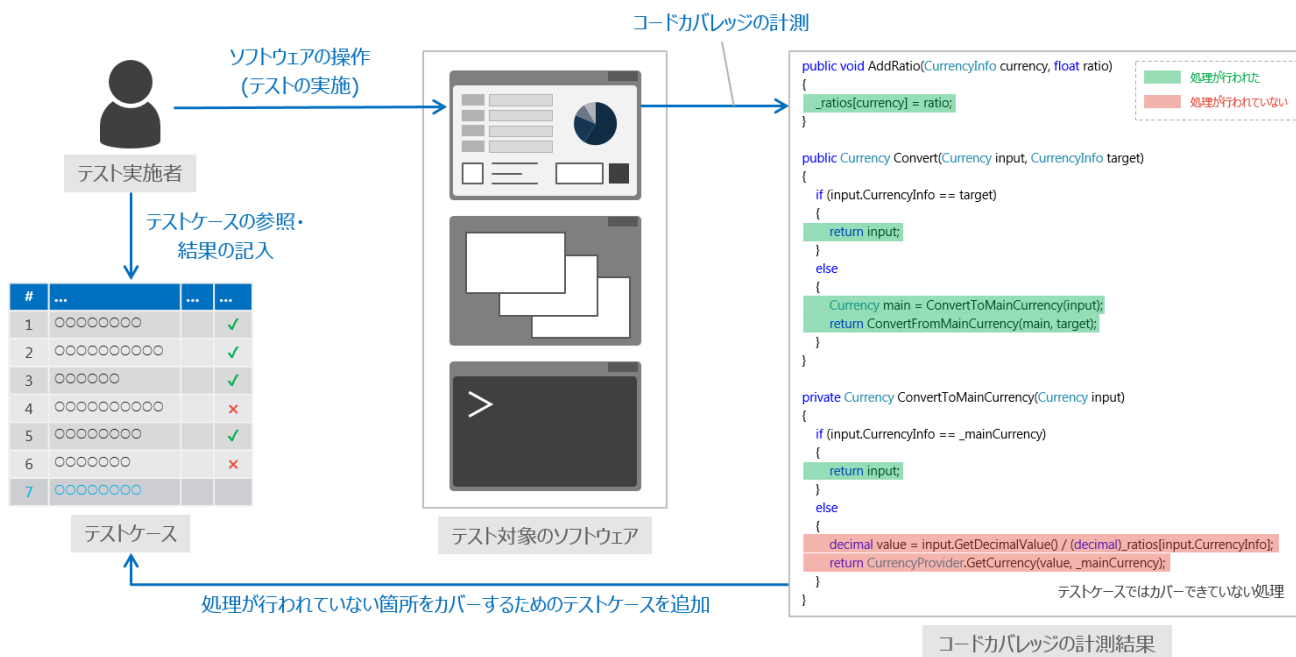 コードカバレッジの計測
ソフトウェアの操作
(テストの実施)
テスト実施者
テストケースの参照・
結果の記入
# ... ... ...
1 ○○○○○○○○ ✓
2 ○○○○○○○○○○ ✓
3 ○○○○○○ ✓
4 ○○○○○○○○○○ ×
5 ○○○○○○○○ ✓
6 ○○○○○○○ ×
7 ○○○○○○○○
テストケース
>
テスト対象のソフトウェア
処理が行われた
処理が行われていない
public void AddRatio(CurrencyInfo currency, float ratio)
{
_ratios[currency] = ratio;
}
public Currency Convert(Currency input, CurrencyInfo target)
{
if (input.CurrencyInfo == target)
{
return input;
}
else
{
Currency main = ConvertToMainCurrency(input);
return ConvertFromMainCurrency(main, target);
}
}
private Currency ConvertToMainCurrency(Currency input)
{
if (input.CurrencyInfo == _mainCurrency)
{
return input;
}
else
{
decimal value = input.GetDecimalValue() / (decimal)_ratios[input.CurrencyInfo];
return CurrencyProvider.GetCurrency(value, _mainCurrency);
}
}
テストケースではカバーできていない処理
コードカバレッジの計測結果
処理が行われていない箇所をカバーするためのテストケースを追加